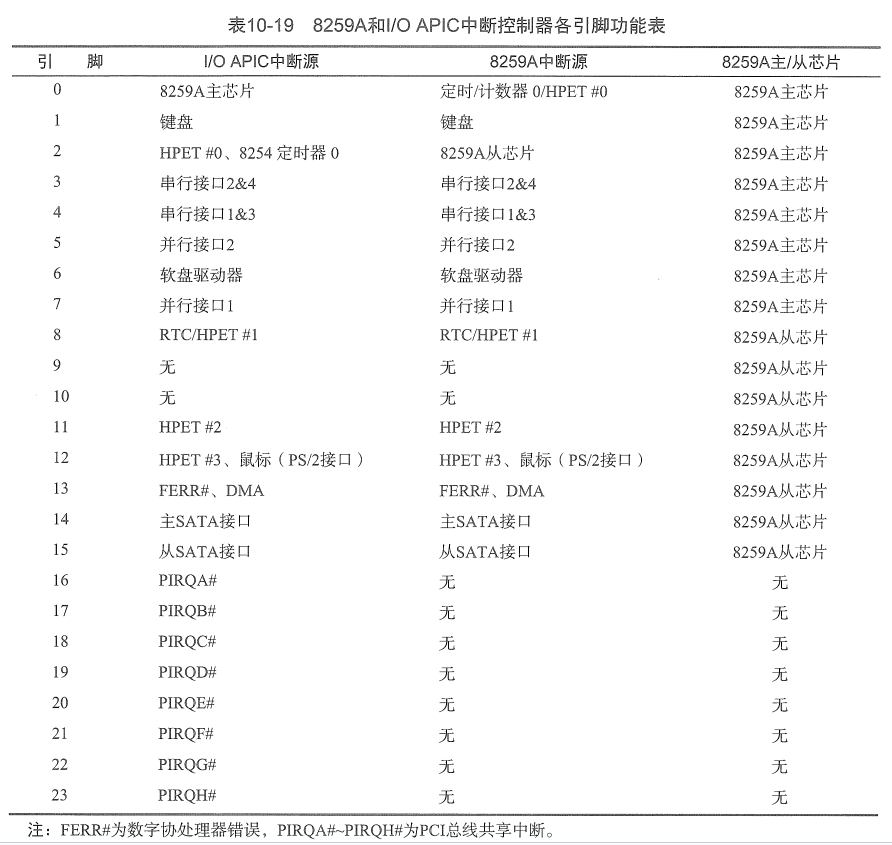 表10-19 8259A和I/O APIC中断控制器各引脚功能表
引 脚 I/O APIC中断源 8259A中断源 8259A主/从芯片
0 8259A主芯片 定时/计数器 0/HPET #0 8259A主芯片
1 键盘 键盘 8259A主芯片
2 HPET #0、8254 定时器 0 8259A从芯片 8259A主芯片
3 串行接口2&4 串行接口2&4 8259A主芯片
4 串行接口1&3 串行接口1&3 8259A主芯片
5 并行接口2 并行接口2 8259A主芯片
6 软盘驱动器 软盘驱动器 8259A主芯片
7 并行接口1 并行接口1 8259A主芯片
8 RTC/HPET #1 RTC/HPET #1 8259A从芯片
9 无 无 8259A从芯片
10 无 无 8259A从芯片
11 HPET #2 HPET #2 8259A从芯片
12 HPET #3、鼠标（PS/2接口） HPET #3、鼠标（PS/2接口） 8259A从芯片
13 FERR#、DMA FERR#、DMA 8259A从芯片
14 主SATA接口 主SATA接口 8259A从芯片
15 从SATA接口 从SATA接口 8259A从芯片
16 PIRQA# 无 无
17 PIRQB# 无 无
18 PIRQC# 无 无
19 PIRQD# 无 无
20 PIRQE# 无 无
21 PIRQF# 无 无
22 PIRQG# 无 无
23 PIRQH# 无 无
注：FERR#为数字协处理器错误，PIRQA#~PIRQH#为PCI总线共享中断。